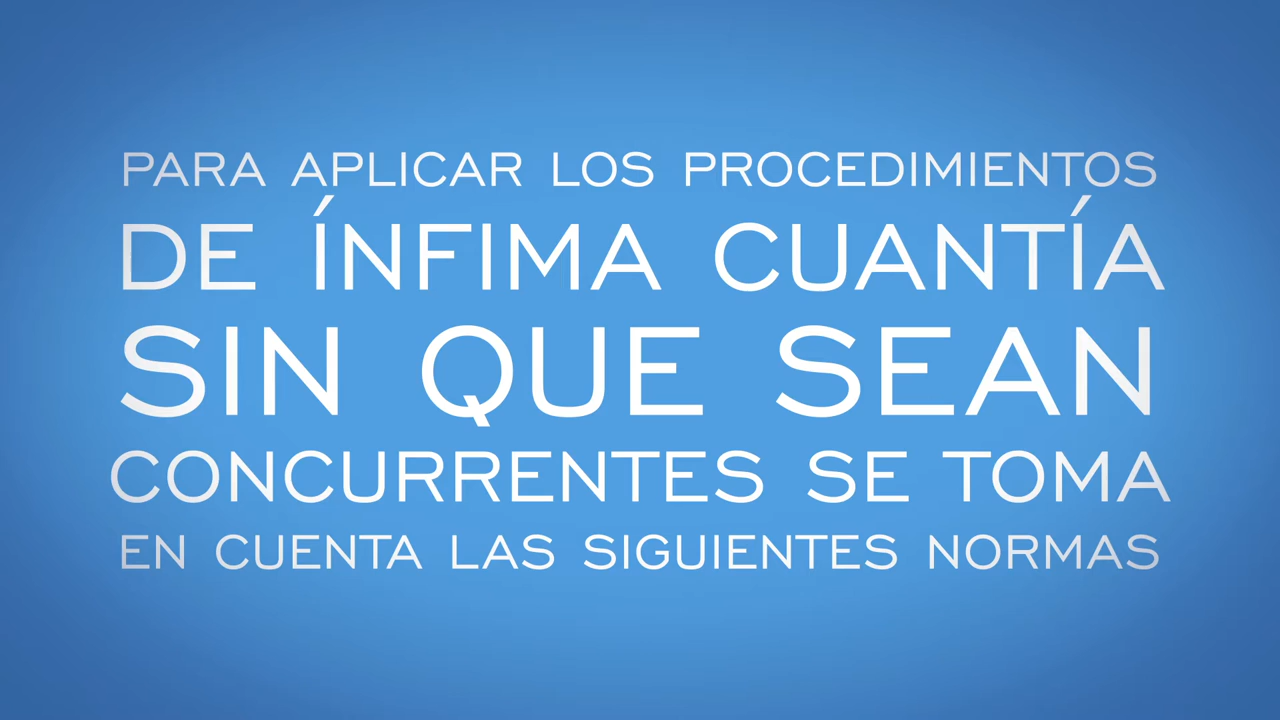 PARA APLICAR LOS PROCEDIMIENTOS
DE ÍNFIMA CUANTÍA
SIN QUE SEAN
CONCURRENTES SE TOMA
EN CUENTA LAS SIGUIENTES NORMAS